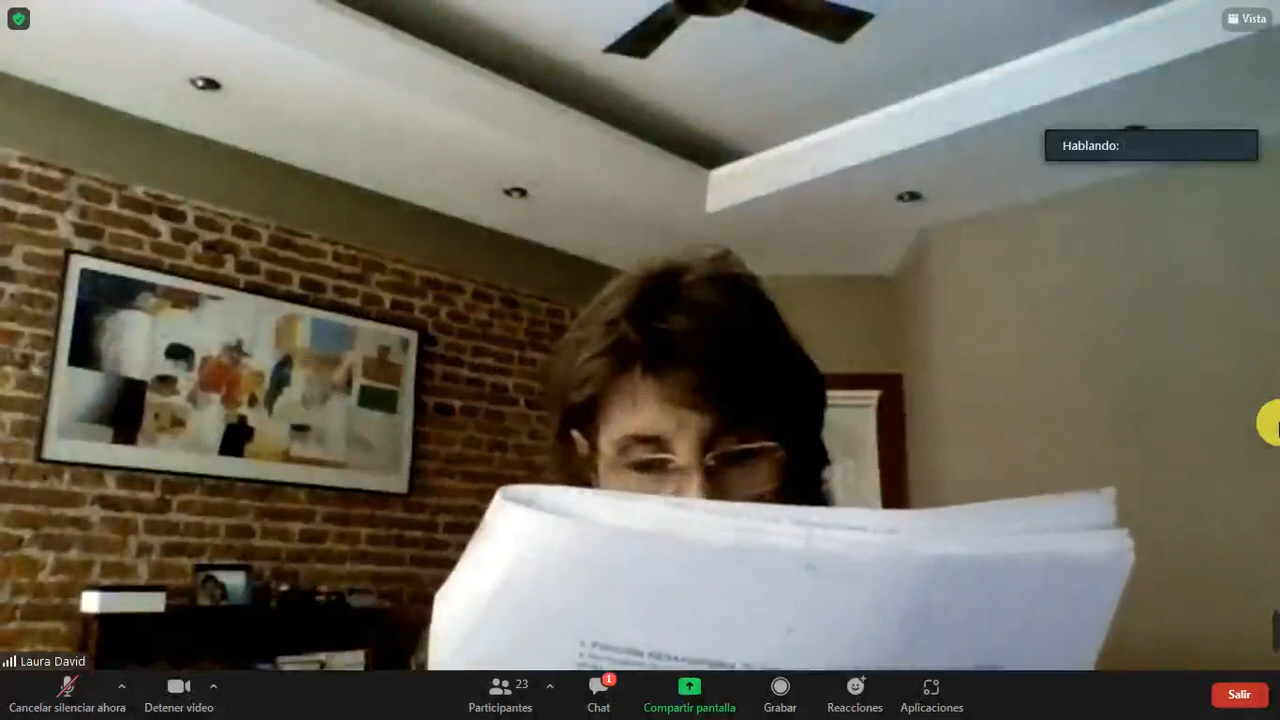 Vista
Hablando:
Laura David
Cancelar silenciar ahora
Detener video
23
Participantes
1
Chat
Compartir pantalla
Grabar
Reacciones
Aplicaciones
Salir